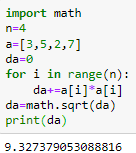 import math
n=4
a=[3,5,2,7]
da=0
for i in range(n):
    da+=a[i]*a[i]
da=math.sqrt(da)
print(da)
9.327379053088816